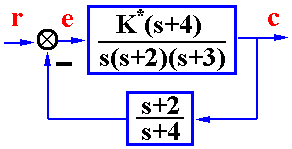 r e c
K*(s+4)
s(s+2)(s+3)
−
s+2
s+4